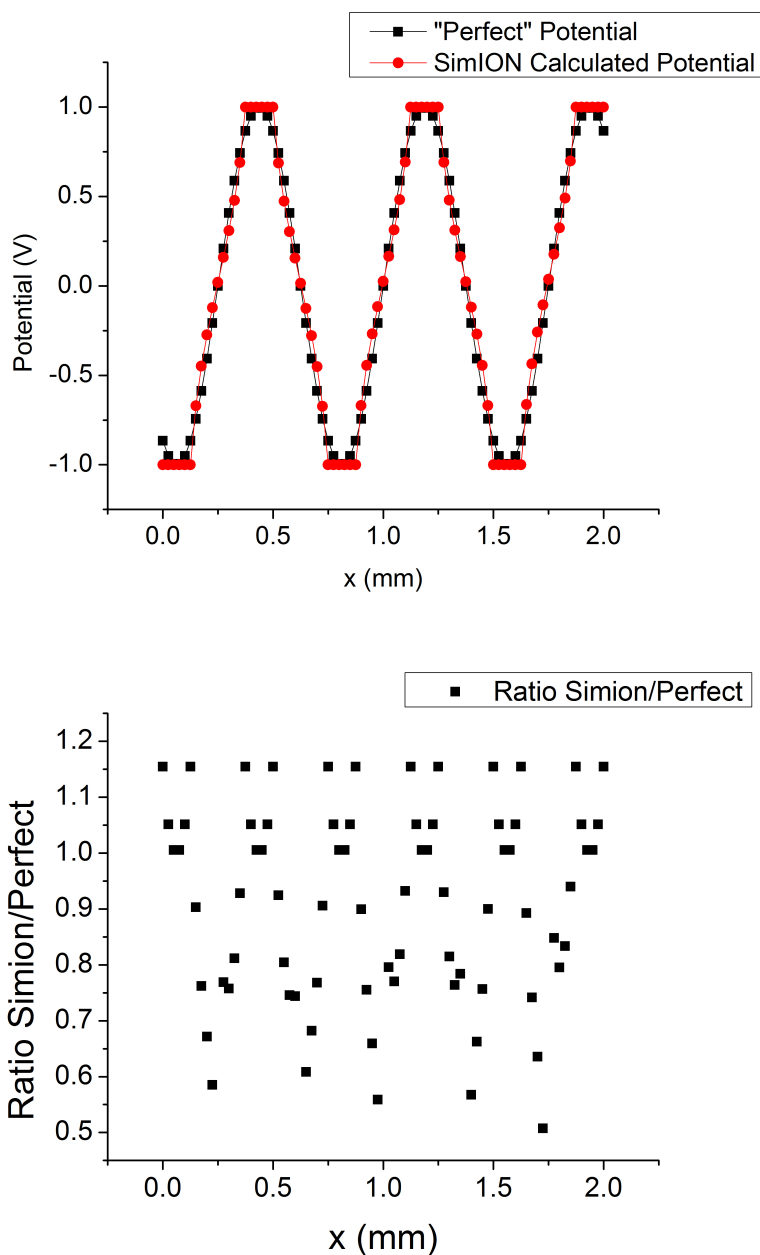 "Perfect" Potential
SimION Calculated Potential
1.0
0.5
0.0
-0.5
-1.0
Potential (V)
0.0 0.5 1.0 1.5 2.0
x (mm)
Ratio Simion/Perfect
1.2
1.1
1.0
0.9
0.8
0.7
0.6
0.5
Ratio Simion/Perfect
0.0 0.5 1.0 1.5 2.0
x (mm)